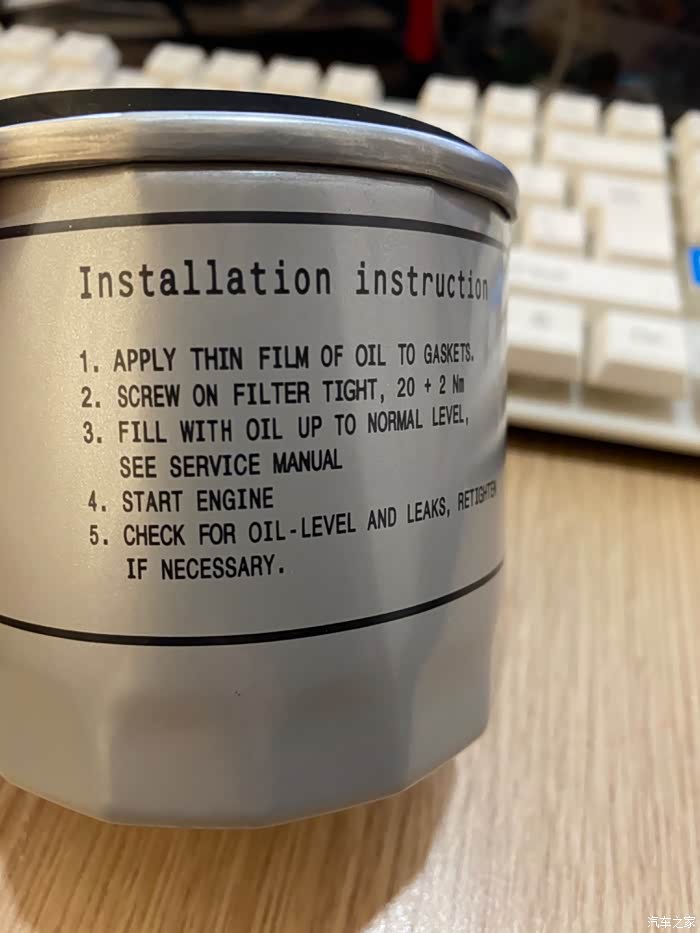 Installation instruction
1. APPLY THIN FILM OF OIL TO GASKETS.
2. SCREW ON FILTER TIGHT, 20 + 2 Nm
3. FILL WITH OIL UP TO NORMAL LEVEL,
SEE SERVICE MANUAL
4. START ENGINE
5. CHECK FOR OIL-LEVEL AND LEAKS, RETIGHTEN
IF NECESSARY.
汽车之家